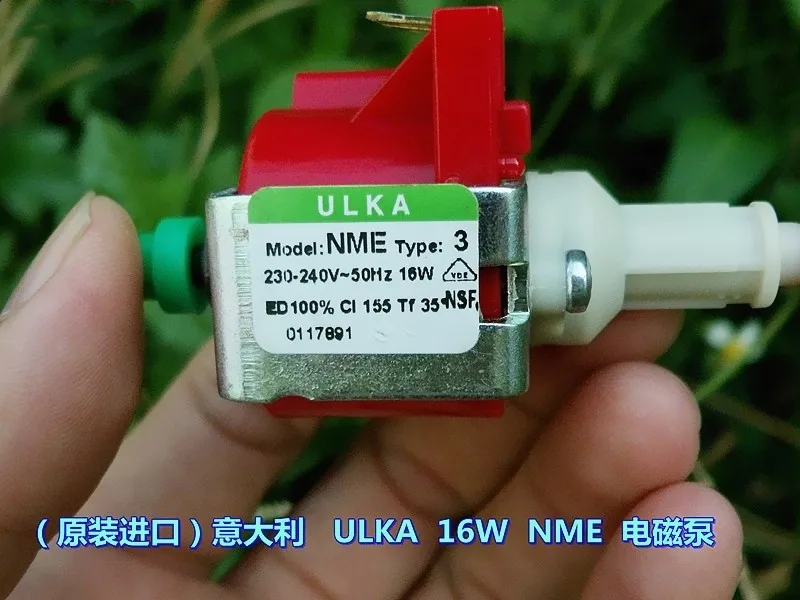 ULKA
Model: NME Type: 3
230-240V~50Hz 16W VDE
ED100% Cl 155 Tf 35 NSF
0117891
（原装进口）意大利 ULKA 16W NME 电磁泵